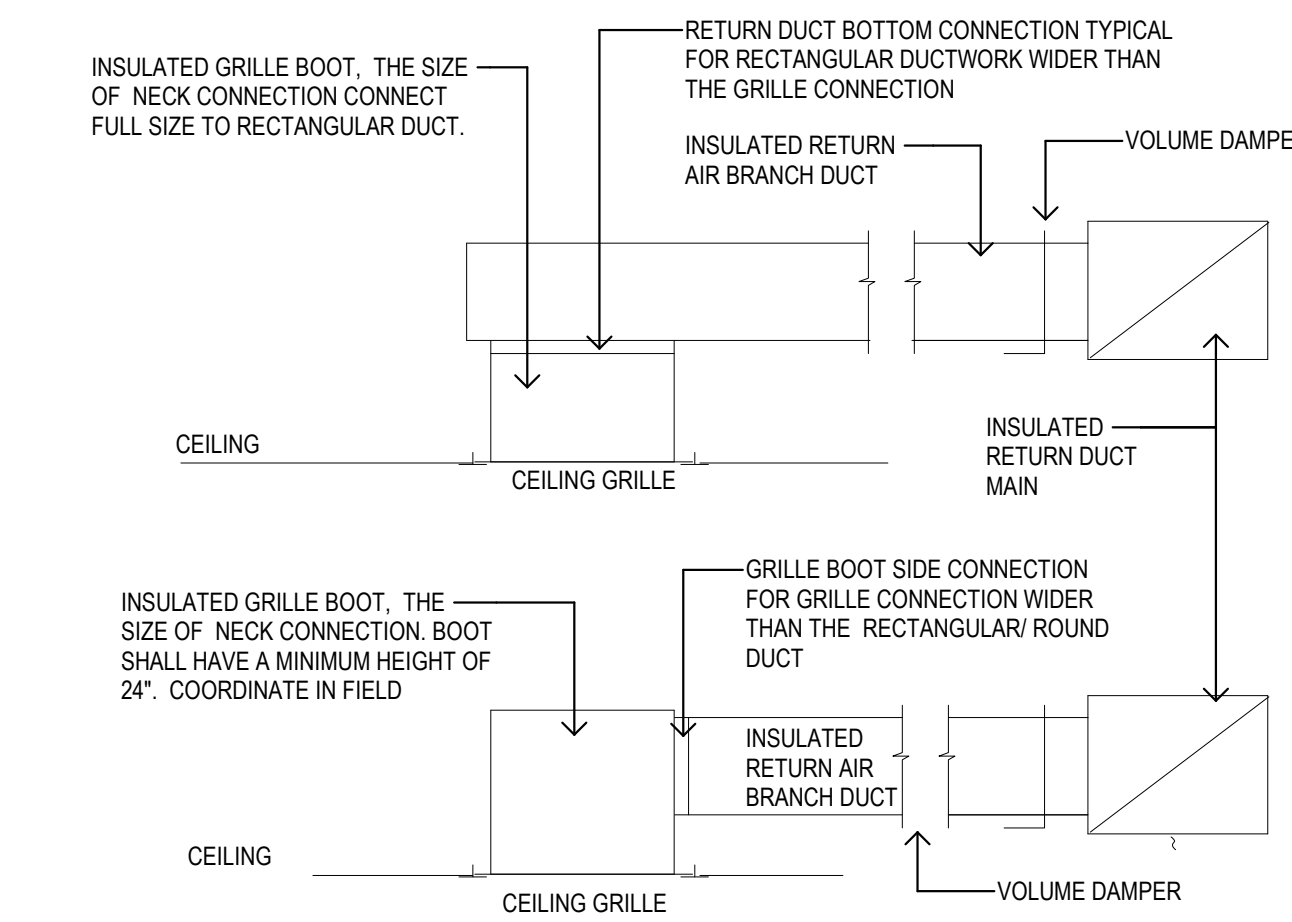 RETURN DUCT BOTTOM CONNECTION TYPICAL
FOR RECTANGULAR DUCTWORK WIDER THAN
THE GRILLE CONNECTION
INSULATED GRILLE BOOT, THE SIZE
OF NECK CONNECTION CONNECT
FULL SIZE TO RECTANGULAR DUCT.
INSULATED RETURN
AIR BRANCH DUCT
VOLUME DAMPE
CEILING
CEILING GRILLE
INSULATED
RETURN DUCT
MAIN
GRILLE BOOT SIDE CONNECTION
FOR GRILLE CONNECTION WIDER
THAN THE RECTANGULAR/ ROUND
DUCT
INSULATED GRILLE BOOT, THE
SIZE OF NECK CONNECTION. BOOT
SHALL HAVE A MINIMUM HEIGHT OF
24". COORDINATE IN FIELD
INSULATED
RETURN AIR
BRANCH DUCT
CEILING
CEILING GRILLE
VOLUME DAMPER